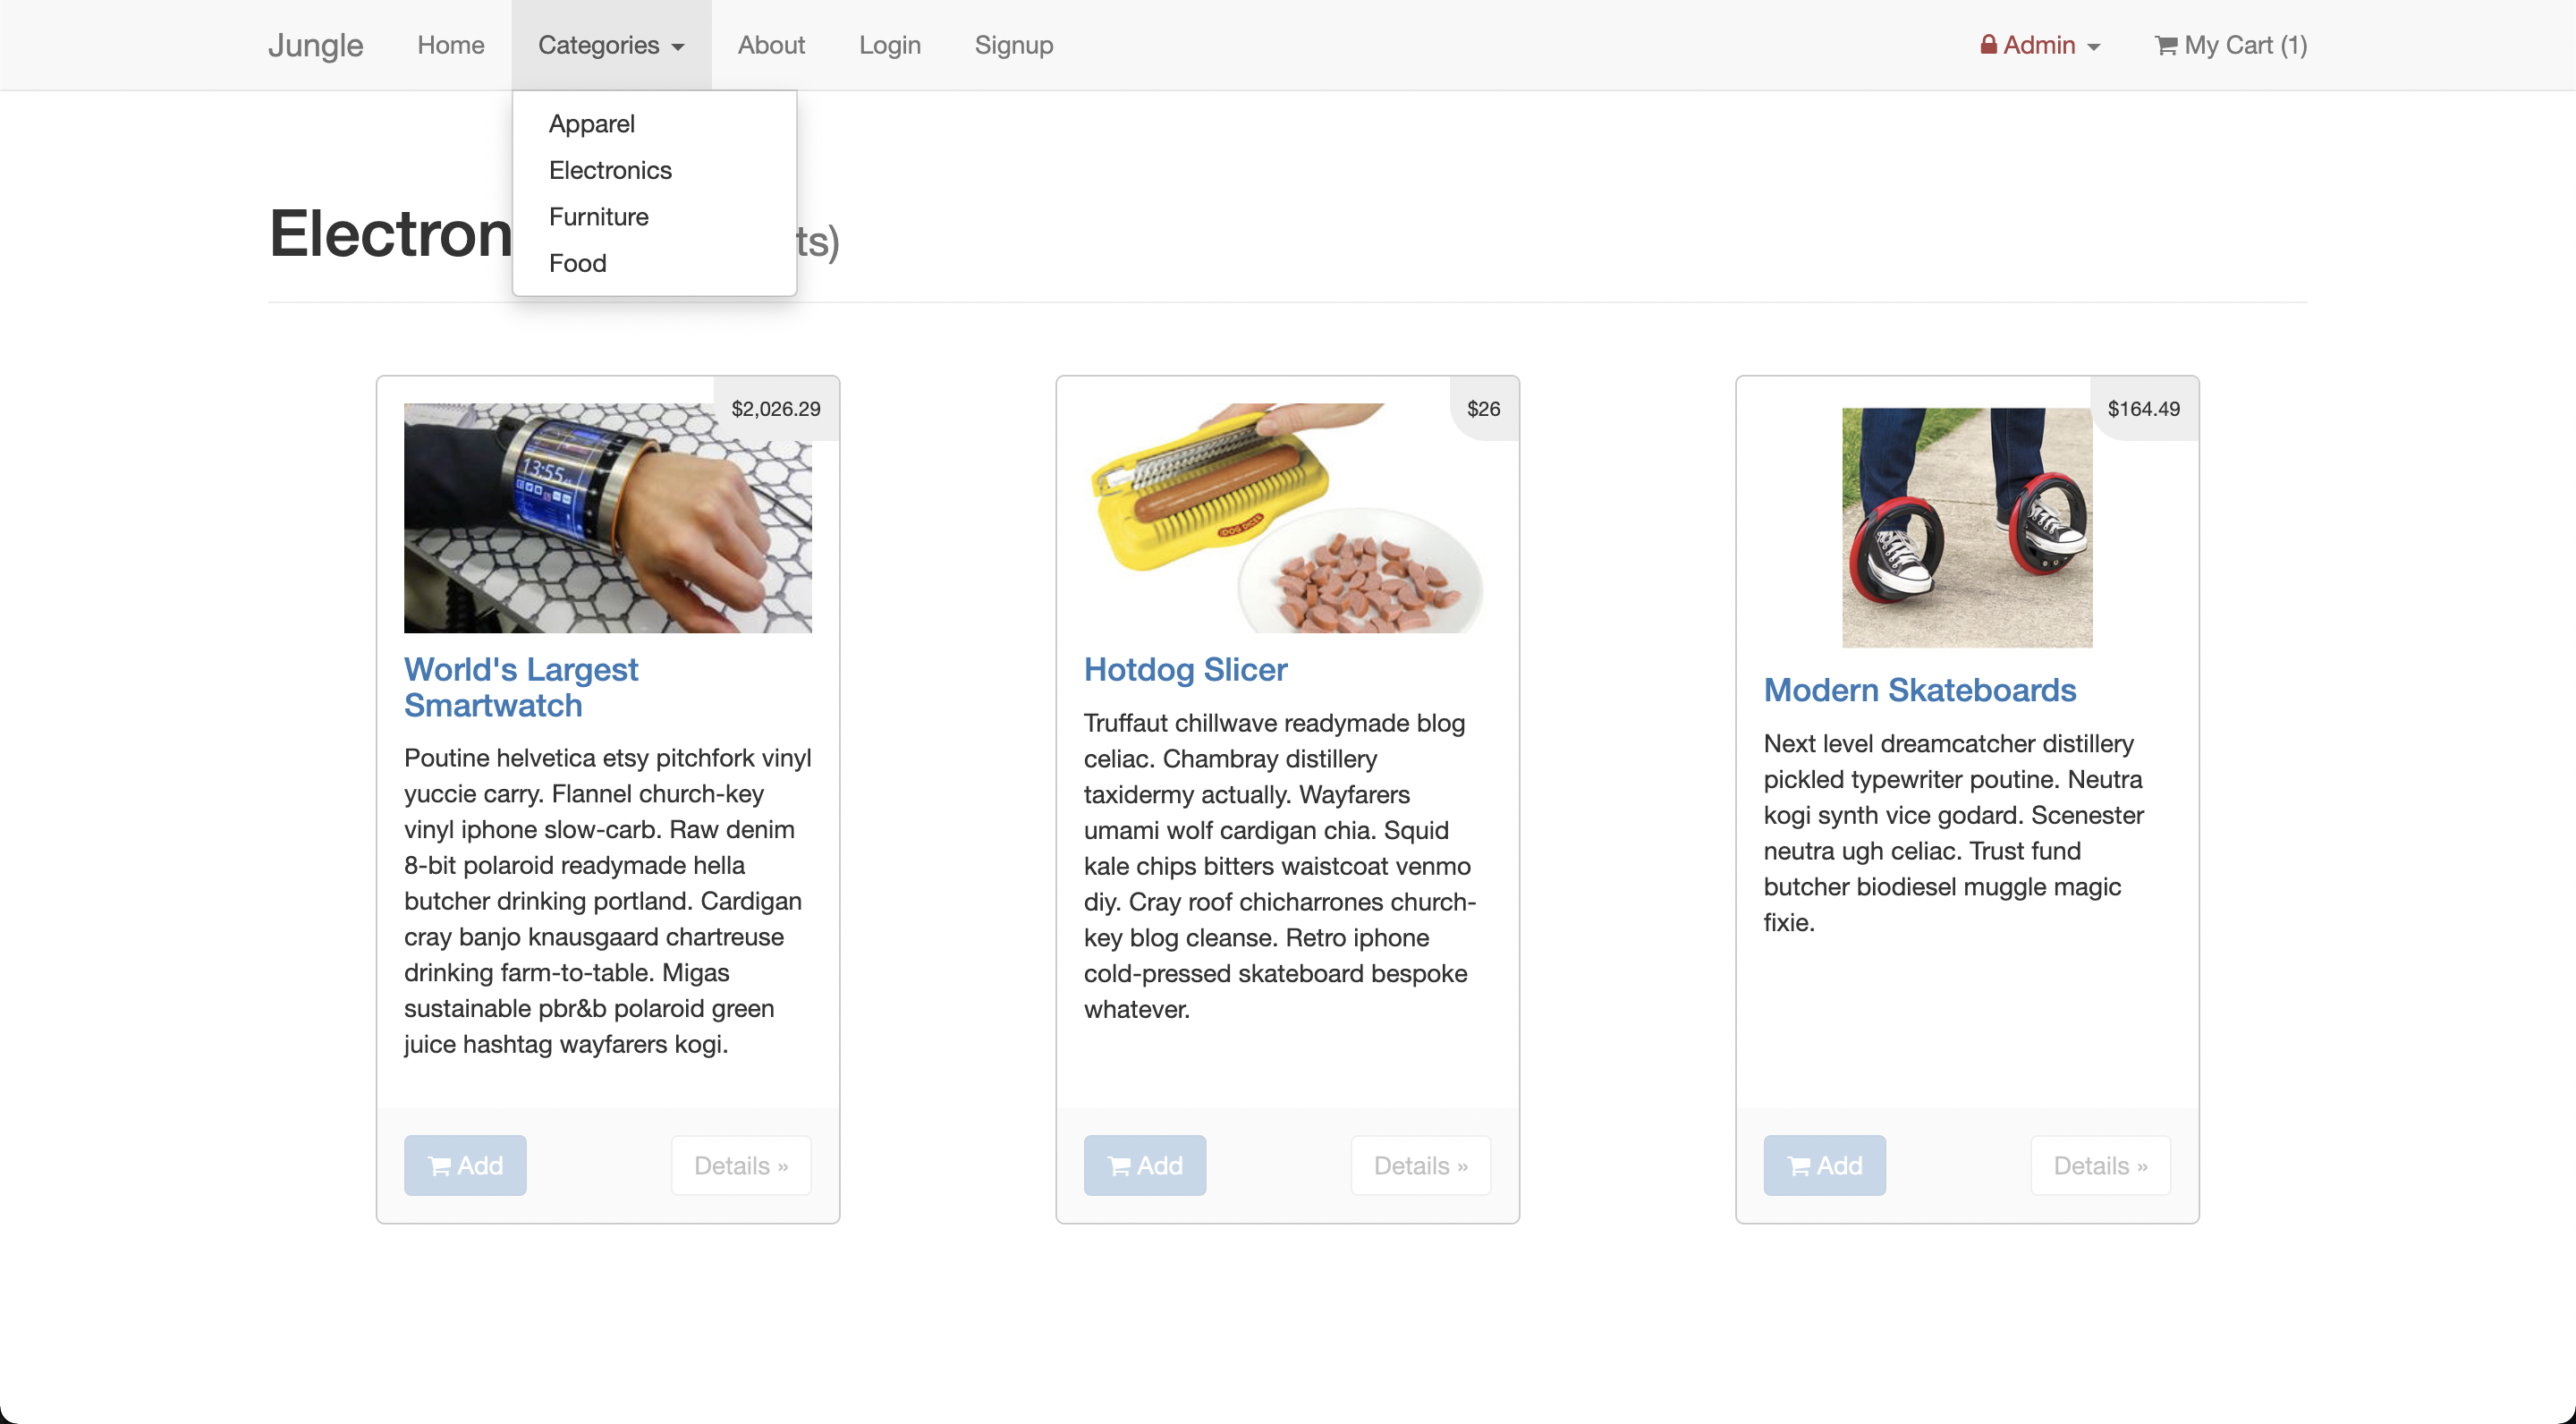 Jungle Home Categories About Login Signup Admin My Cart (1)
Apparel
Electronics
Furniture
Food
Electron
ts)
$2,026.29
13:55
World's Largest
Smartwatch
Poutine helvetica etsy pitchfork vinyl
yuccie carry. Flannel church-key
vinyl iphone slow-carb. Raw denim
8-bit polaroid readymade hella
butcher drinking portland. Cardigan
cray banjo knausgaard chartreuse
drinking farm-to-table. Migas
sustainable pbr&b polaroid green
juice hashtag wayfarers kogi.
Add Details »
$26
DOG DICER
Hotdog Slicer
Truffaut chillwave readymade blog
celiac. Chambray distillery
taxidermy actually. Wayfarers
umami wolf cardigan chia. Squid
kale chips bitters waistcoat venmo
diy. Cray roof chicharrones church-
key blog cleanse. Retro iphone
cold-pressed skateboard bespoke
whatever.
Add Details »
$164.49
Modern Skateboards
Next level dreamcatcher distillery
pickled typewriter poutine. Neutra
kogi synth vice godard. Scenester
neutra ugh celiac. Trust fund
butcher biodiesel muggle magic
fixie.
Add Details »